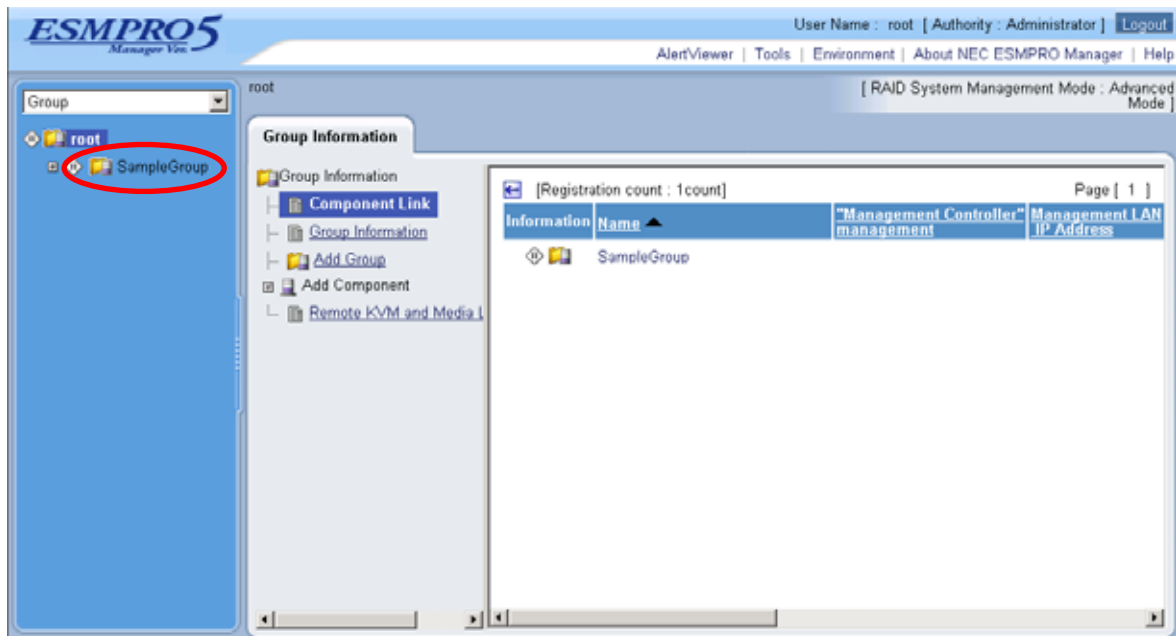 ESMPRO5
Manager Ver.
User Name : root [ Authority : Administrator ] Logout
AlertViewer | Tools | Environment | About NEC ESMPRO Manager | Help
Group
root
SampleGroup
root
[ RAID System Management Mode : Advanced
Mode ]
Group Information
Group Information
Component Link
Group Information
Add Group
Add Component
Remote KVM and Media L
[Registration count : 1count]
Page [ 1 ]
Information Name "Management Controller" management Management LAN IP Address
SampleGroup